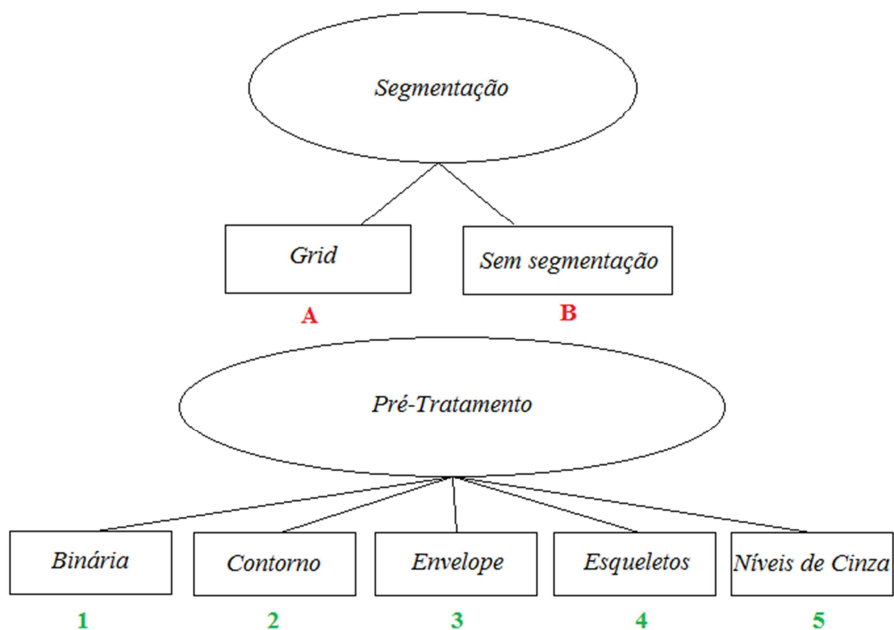 Segmentação
Grid
Sem segmentação
A
B
Pré-Tratamento
Binária
Contorno
Envelope
Esqueletos
Níveis de Cinza
1
2
3
4
5